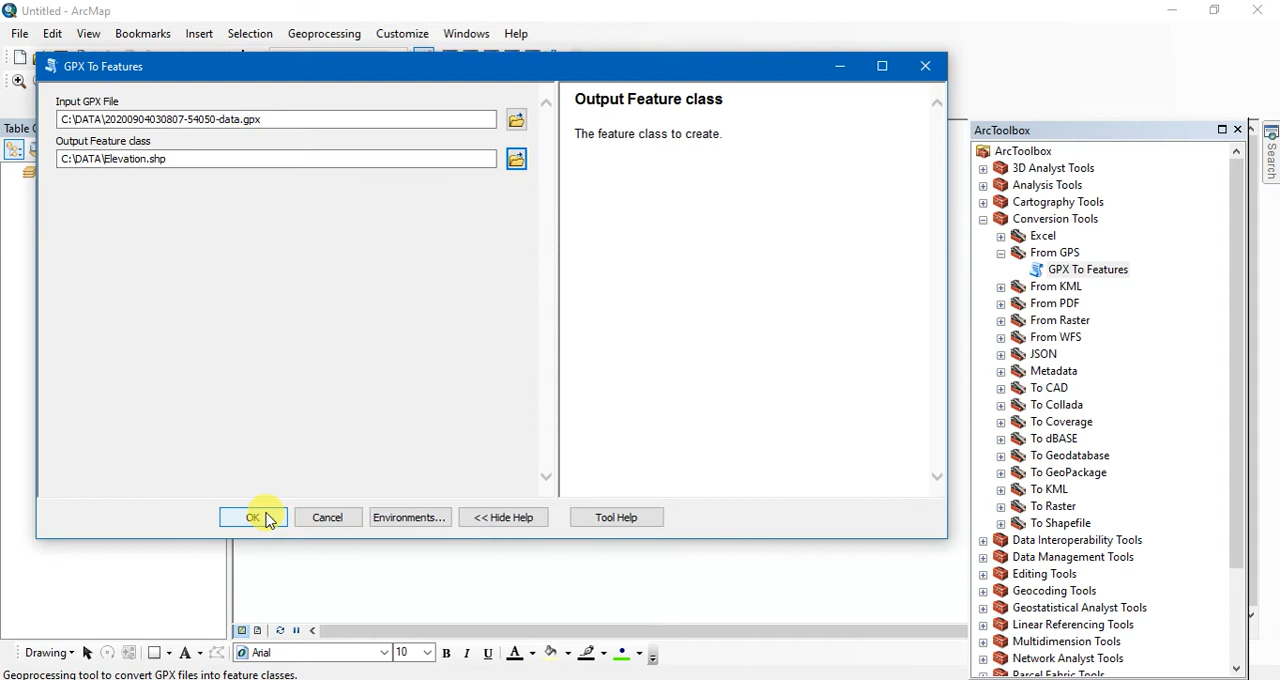 Untitled - ArcMap
File Edit View Bookmarks Insert Selection Geoprocessing Customize Windows Help
GPX To Features
Input GPX File
C:\DATA\20200904030807-54050-data.gpx
Output Feature class
C:\DATA\Elevation.shp
Output Feature class
The feature class to create.
OK Cancel Environments... << Hide Help Tool Help
Table
ArcToolbox
ArcToolbox
3D Analyst Tools
Analysis Tools
Cartography Tools
Conversion Tools
Excel
From GPS
GPX To Features
From KML
From PDF
From Raster
From WFS
JSON
Metadata
To CAD
To Collada
To Coverage
To dBASE
To Geodatabase
To GeoPackage
To KML
To Raster
To Shapefile
Data Interoperability Tools
Data Management Tools
Editing Tools
Geocoding Tools
Geostatistical Analyst Tools
Linear Referencing Tools
Multidimension Tools
Network Analyst Tools
Parcel Fabric Tools
Search
Drawing Arial 10 B I U A
Geoprocessing tool to convert GPX files into feature classes.